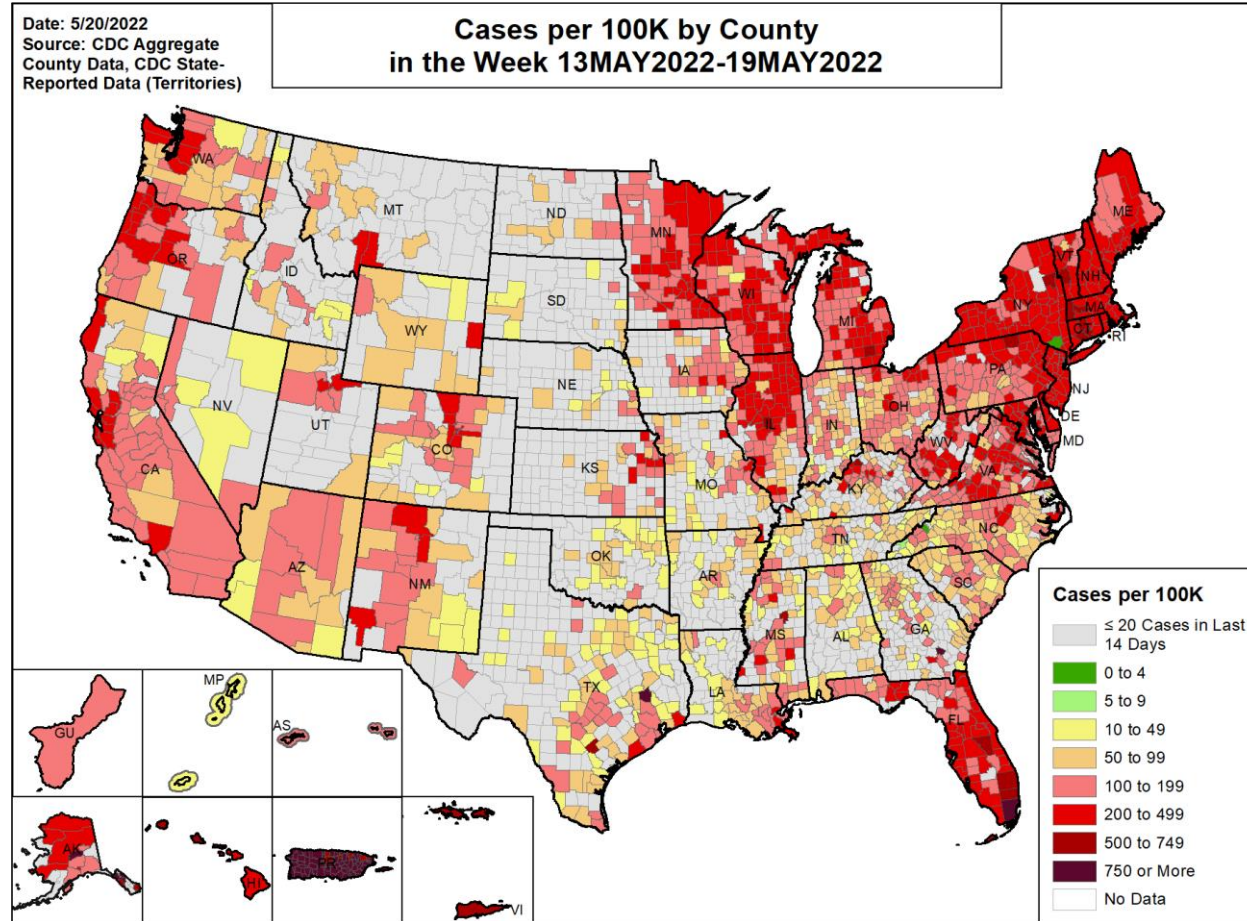 Date: 5/20/2022
Source: CDC Aggregate
County Data, CDC State-
Reported Data (Territories)
Cases per 100K by County
in the Week 13MAY2022-19MAY2022
WA
MT
ND
MN
ME
OR
ID
WY
SD
WI
MI
VT
NH
NY
MA
CT
RI
NV
UT
CO
NE
IA
IL
IN
OH
PA
NJ
DE
MD
WV
VA
CA
KS
MO
KY
AZ
NM
OK
AR
TN
NC
SC
MS
AL
GA
TX
LA
FL
GU
MP
AS
AK
HI
PR
VI
Cases per 100K
≤ 20 Cases in Last
14 Days
0 to 4
5 to 9
10 to 49
50 to 99
100 to 199
200 to 499
500 to 749
750 or More
No Data